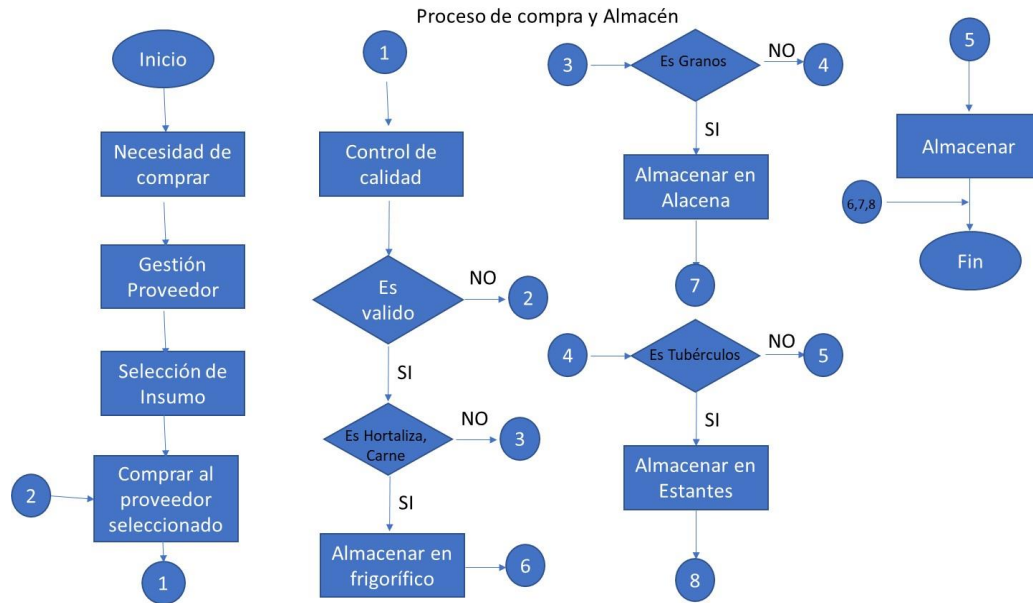 Proceso de compra y Almacén
Inicio
Necesidad de
comprar
Gestión
Proveedor
Selección de
Insumo
2
Comprar al
proveedor
seleccionado
1
1
Control de
calidad
Es
valido
NO
2
SI
Es Hortaliza,
Carne
NO
3
SI
Almacenar en
frigorífico
6
3
Es Granos
NO
4
SI
Almacenar en
Alacena
7
4
Es Tubérculos
NO
5
SI
Almacenar en
Estantes
8
5
Almacenar
6,7,8
Fin